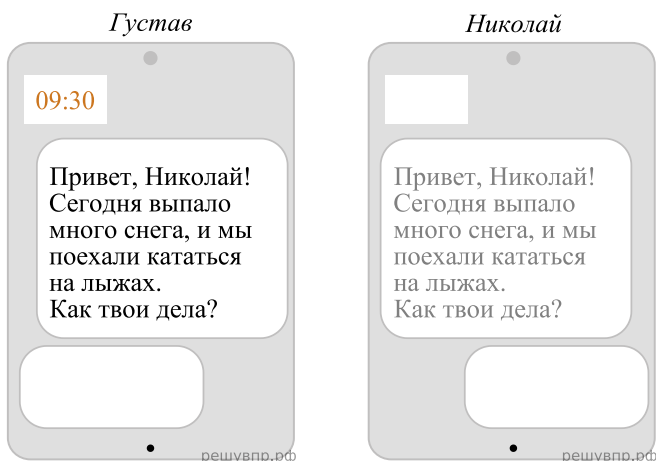 Густав
09:30
Привет, Николай!
Сегодня выпало
много снега, и мы
поехали кататься
на лыжах.
Как твои дела?
решувпр.рф
Николай
Привет, Николай!
Сегодня выпало
много снега, и мы
поехали кататься
на лыжах.
Как твои дела?
решувпр.рф